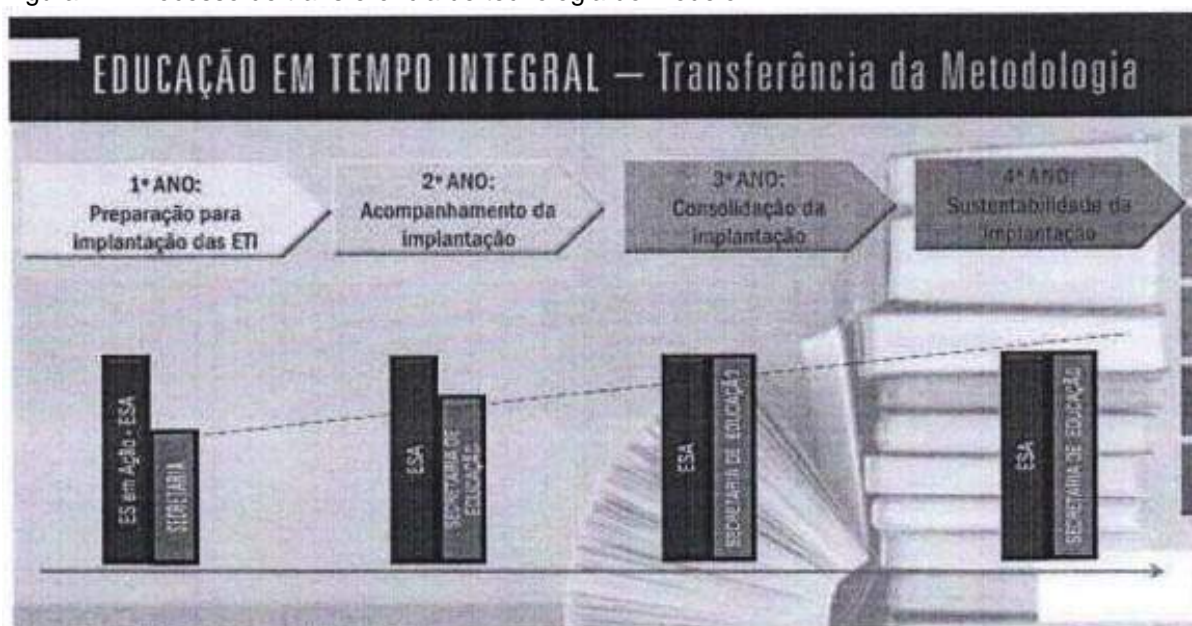 EDUCAÇÃO EM TEMPO INTEGRAL – Transferência da Metodologia
1º ANO:
Preparação para
implantação das ETI
2º ANO:
Acompanhamento da
implantação
3º ANO:
Consolidação da
implantação
4º ANO:
Sustentabilidade da
implantação
ES em Ação - ESA
SECRETARIA
ESA
SECRETARIA DE
EDUCAÇÃO
ESA
SECRETARIA DE EDUCAÇÃO
ESA
SECRETARIA DE EDUCAÇÃO